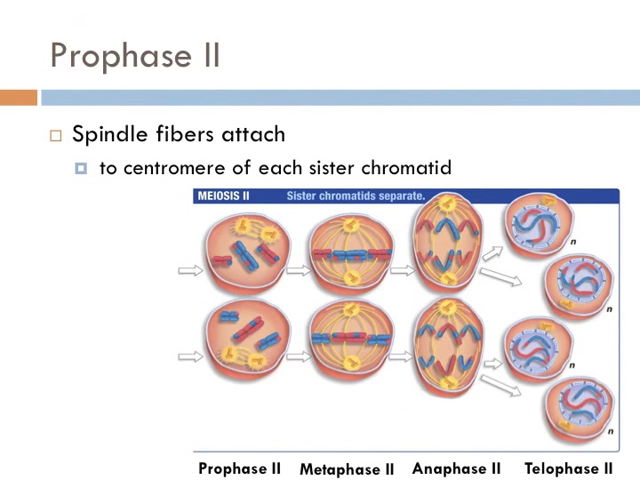 Prophase II
Spindle fibers attach
to centromere of each sister chromatid
MEIOSIS II Sister chromatids separate.
n
n
n
n
Prophase II Metaphase II Anaphase II Telophase II